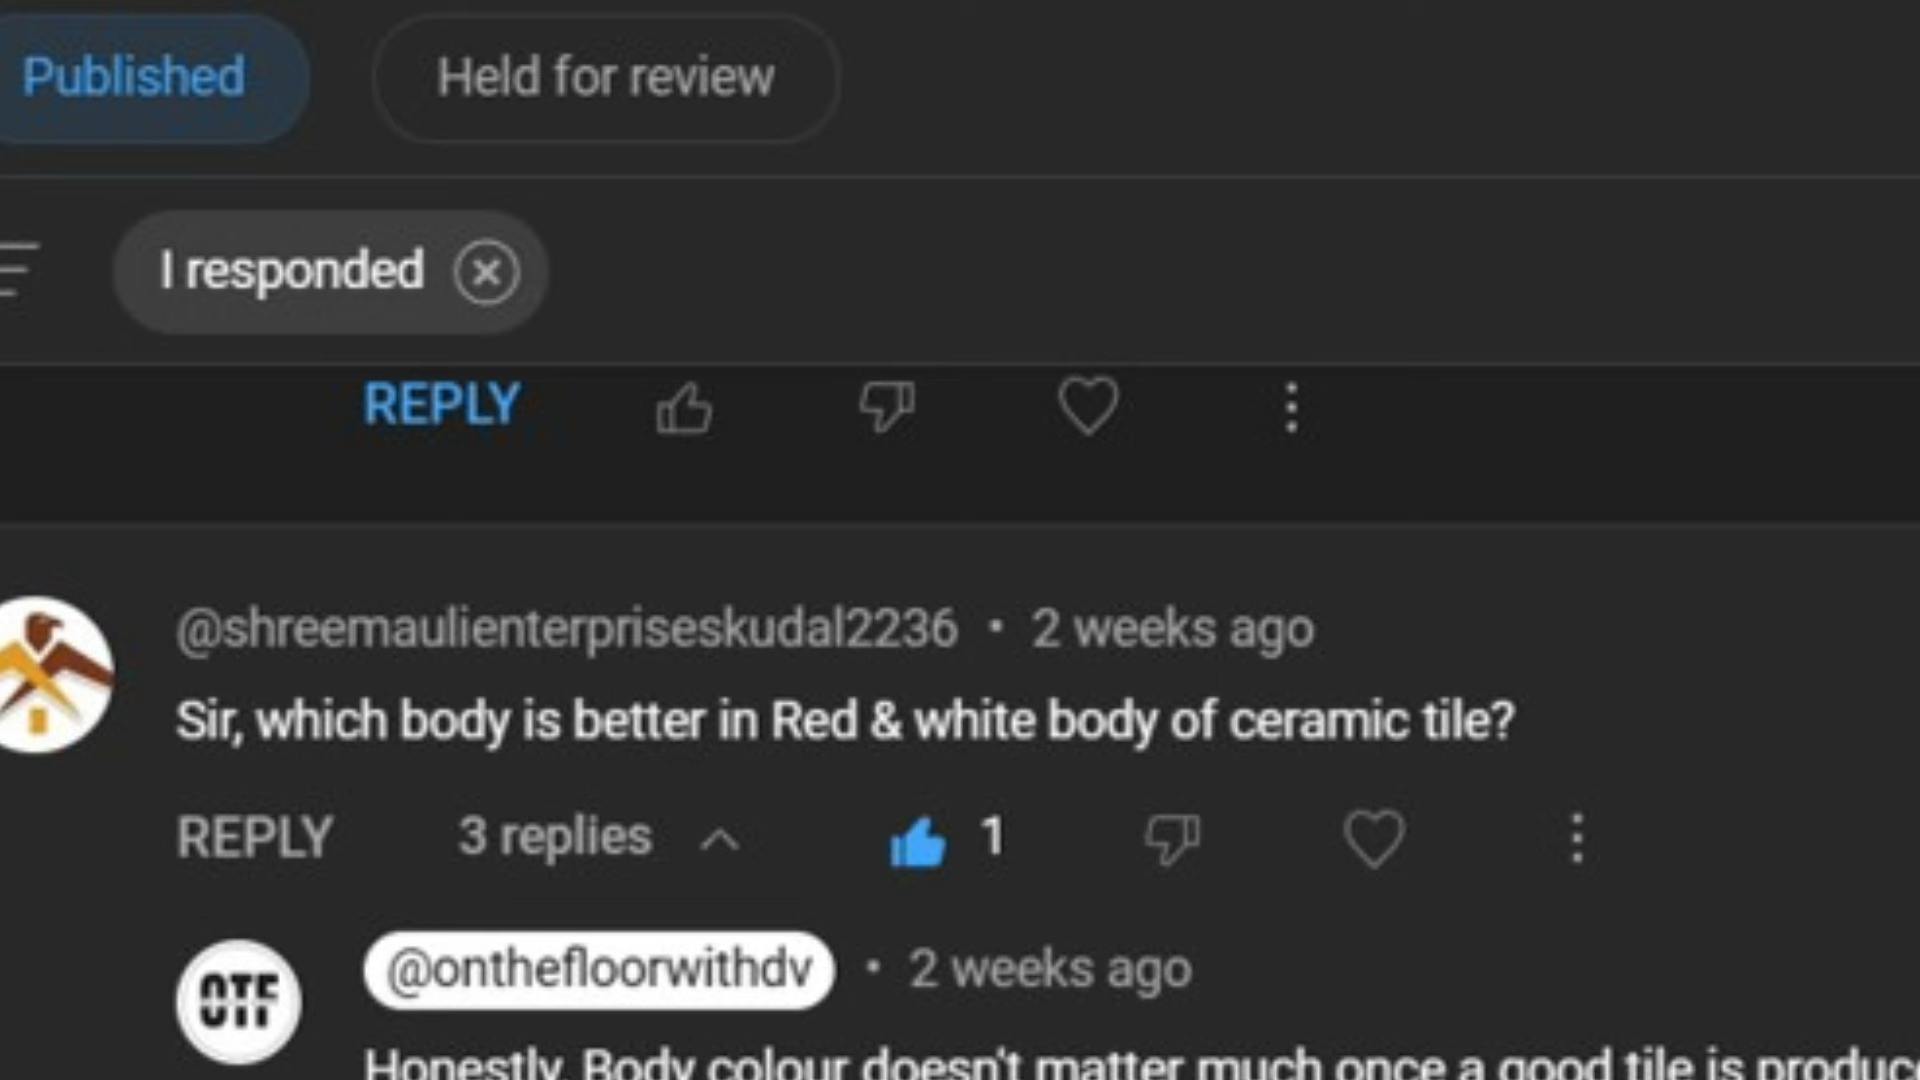 Published Held for review
I responded
REPLY
@shreemaulienterpriseskudal2236 • 2 weeks ago
Sir, which body is better in Red & white body of ceramic tile?
REPLY 3 replies 1
OTF @onthefloorwithdv • 2 weeks ago
Honestly, Body colour doesn't matter much once a good tile is